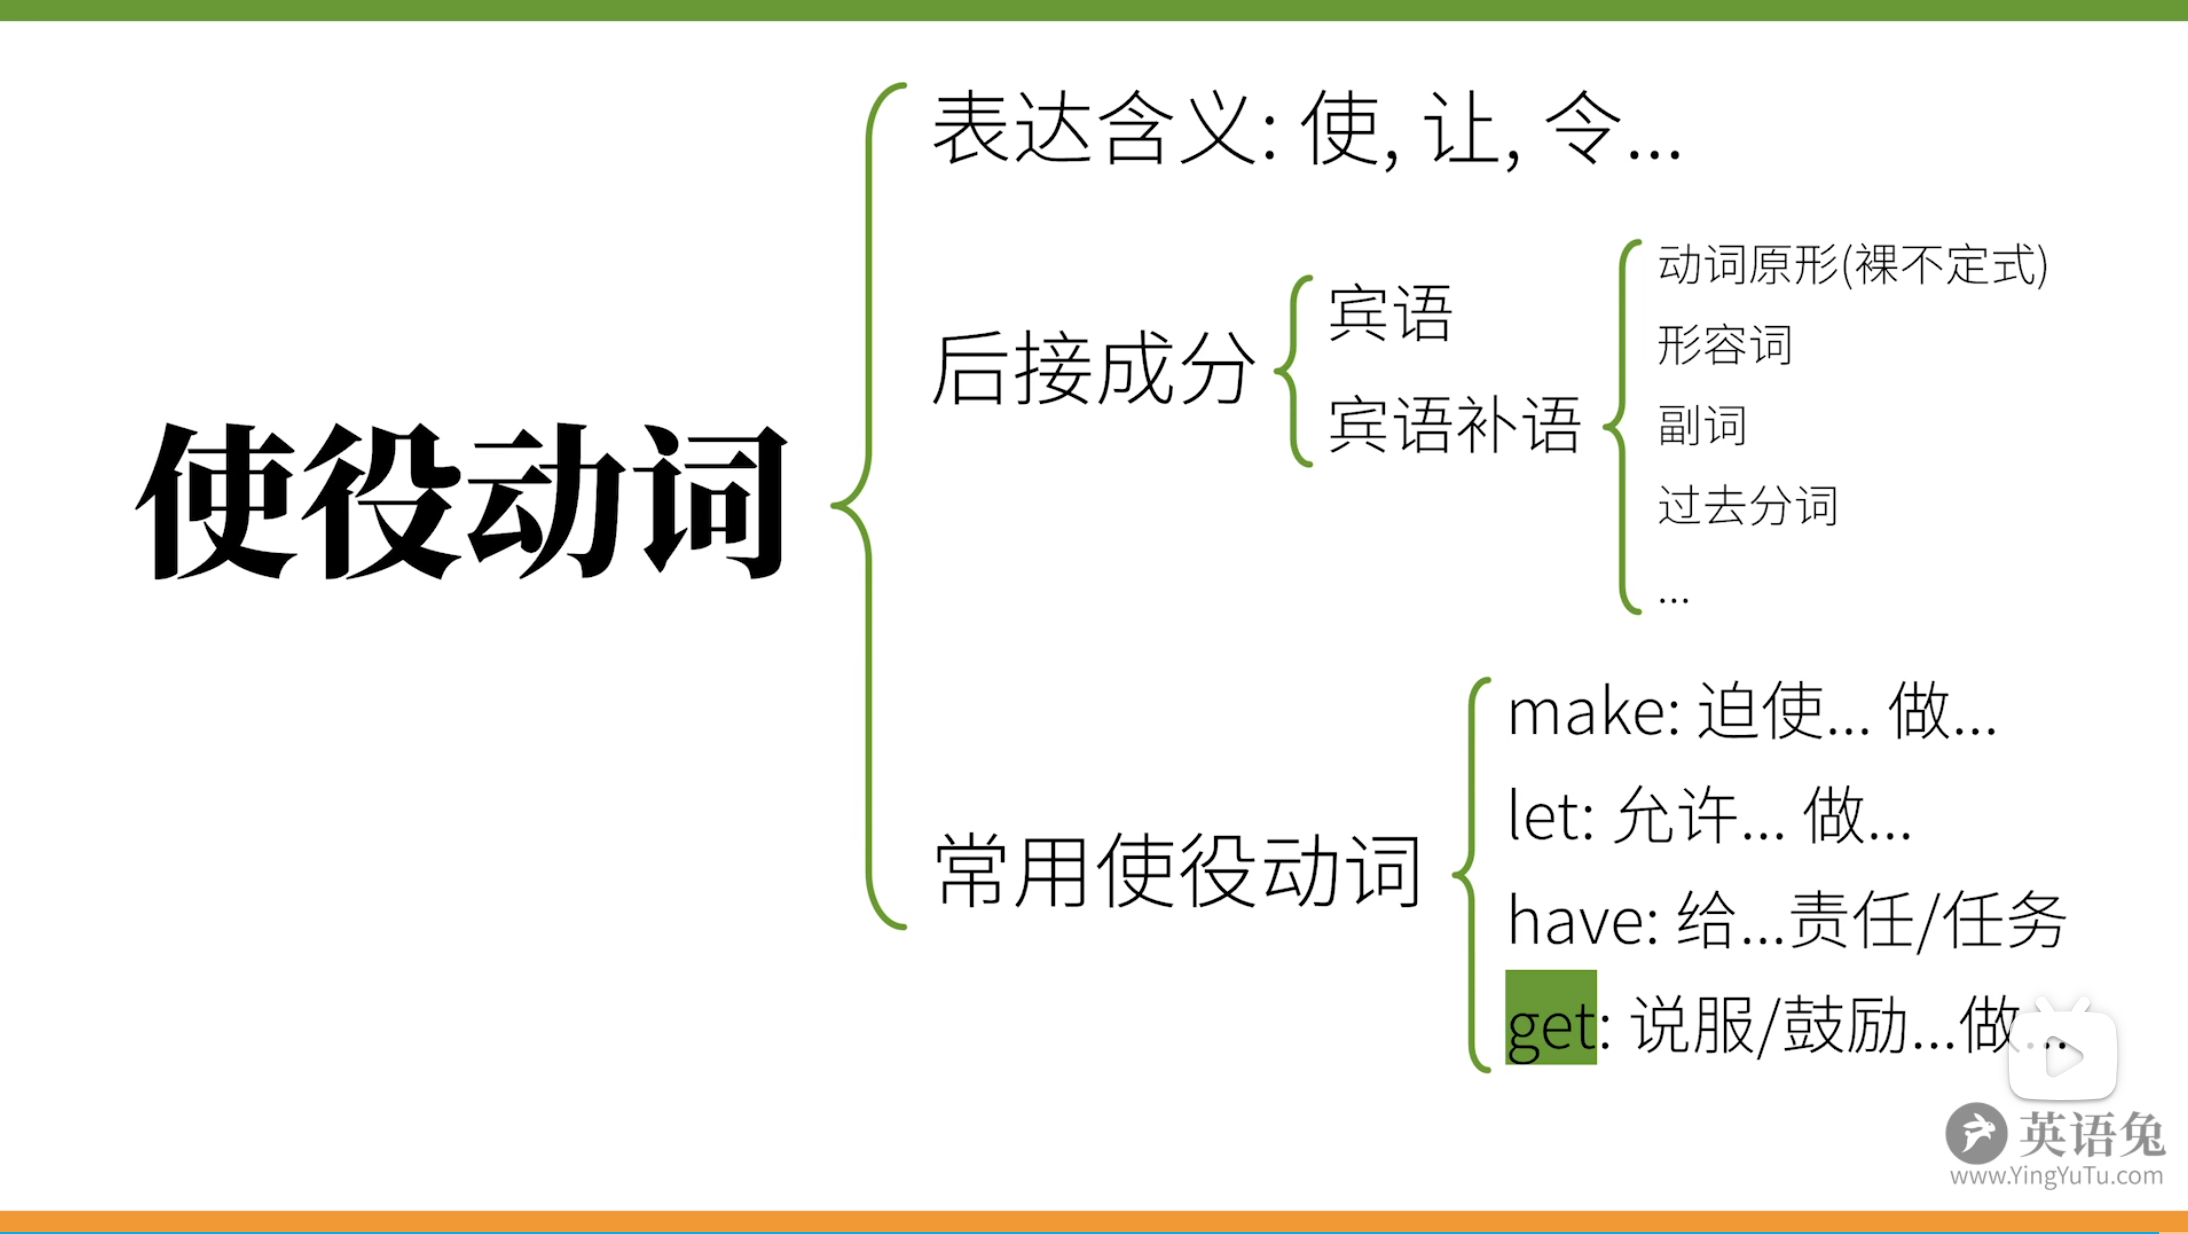 使役动词
表达含义: 使, 让, 令...
后接成分
宾语
宾语补语
动词原形(裸不定式)
形容词
副词
过去分词
...
常用使役动词
make: 迫使... 做...
let: 允许... 做...
have: 给...责任/任务
get: 说服/鼓励...做...
英语兔
www.YingYuTu.com